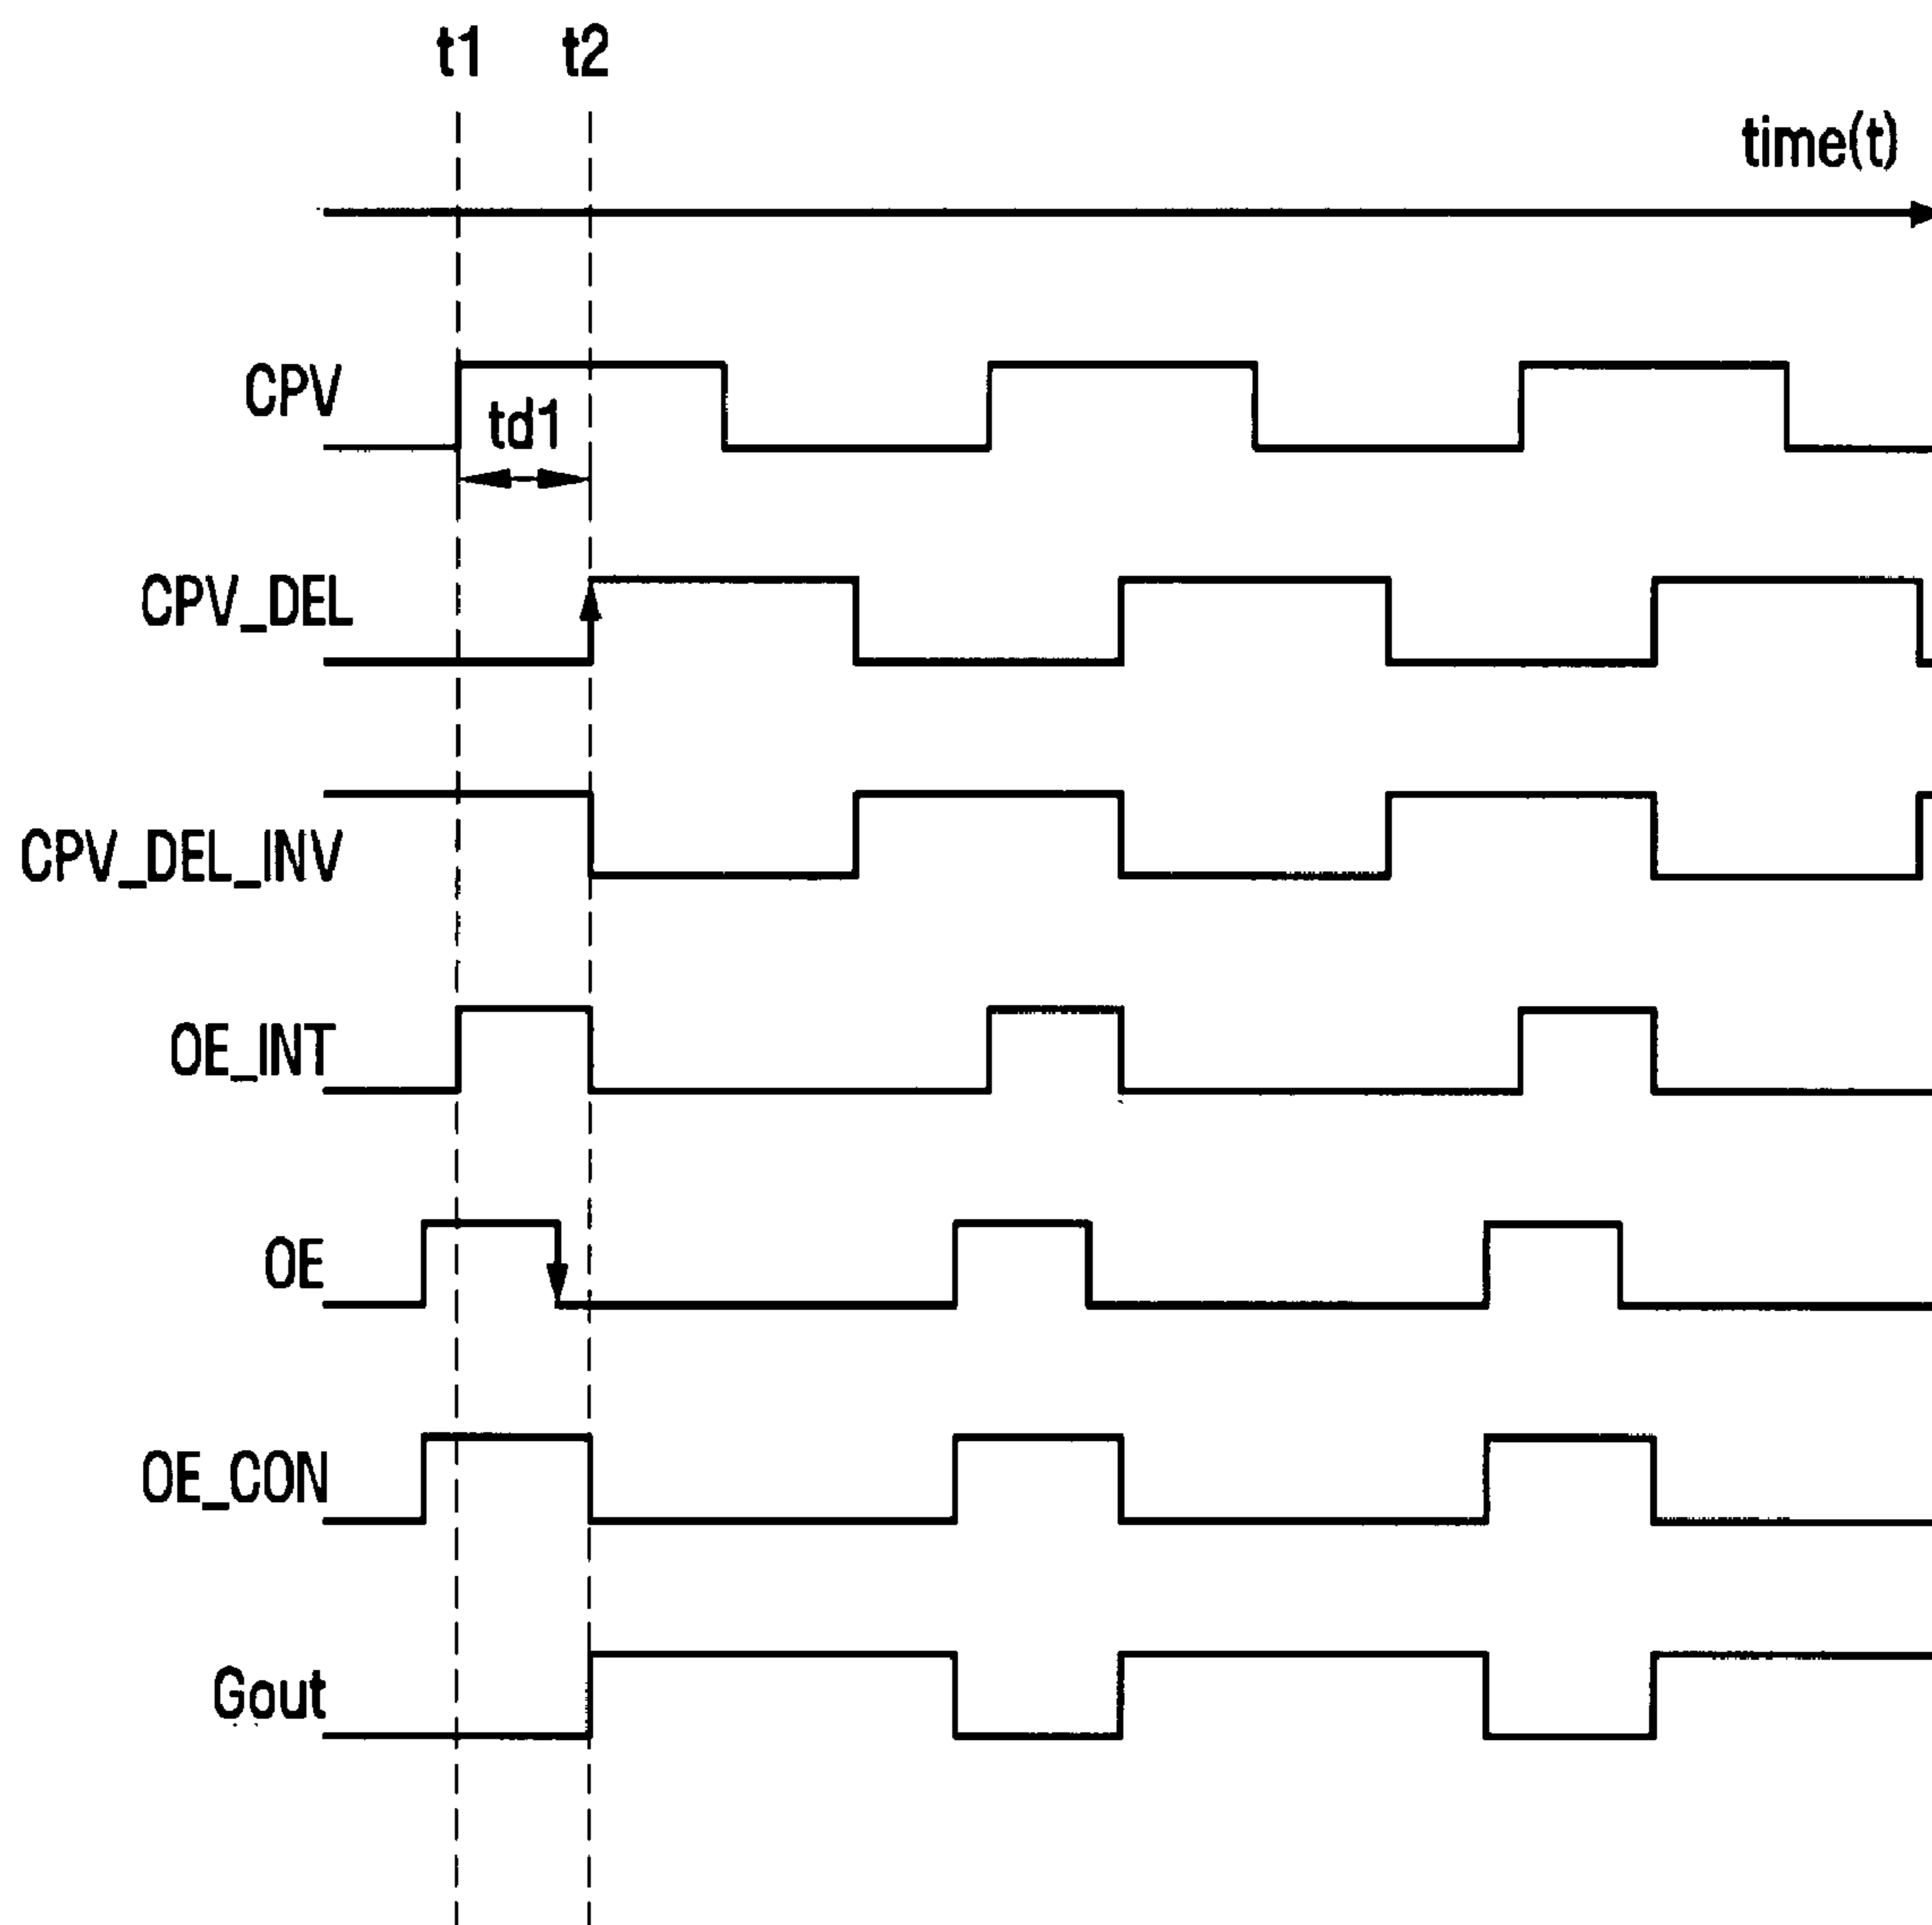 t1 t2
time(t)
CPV
td1
CPV_DEL
CPV_DEL_INV
OE_INT
OE
OE_CON
Gout